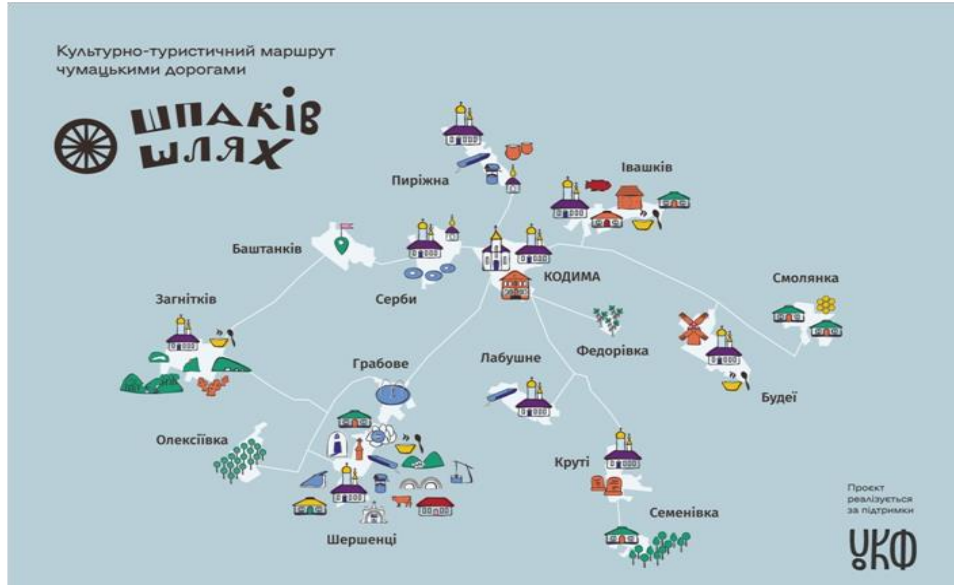 Культурно-туристичний маршрут
чумацькими дорогами
шпаків
шлях
Пиріжна
Івашків
Баштанків
КОДИМА
Серби
Смолянка
Загнітків
Федорівка
Грабове
Лабушне
Будеї
Олексіївка
Круті
Семенівка
Шершенці
Проєкт
реалізується
за підтримки
УКФ